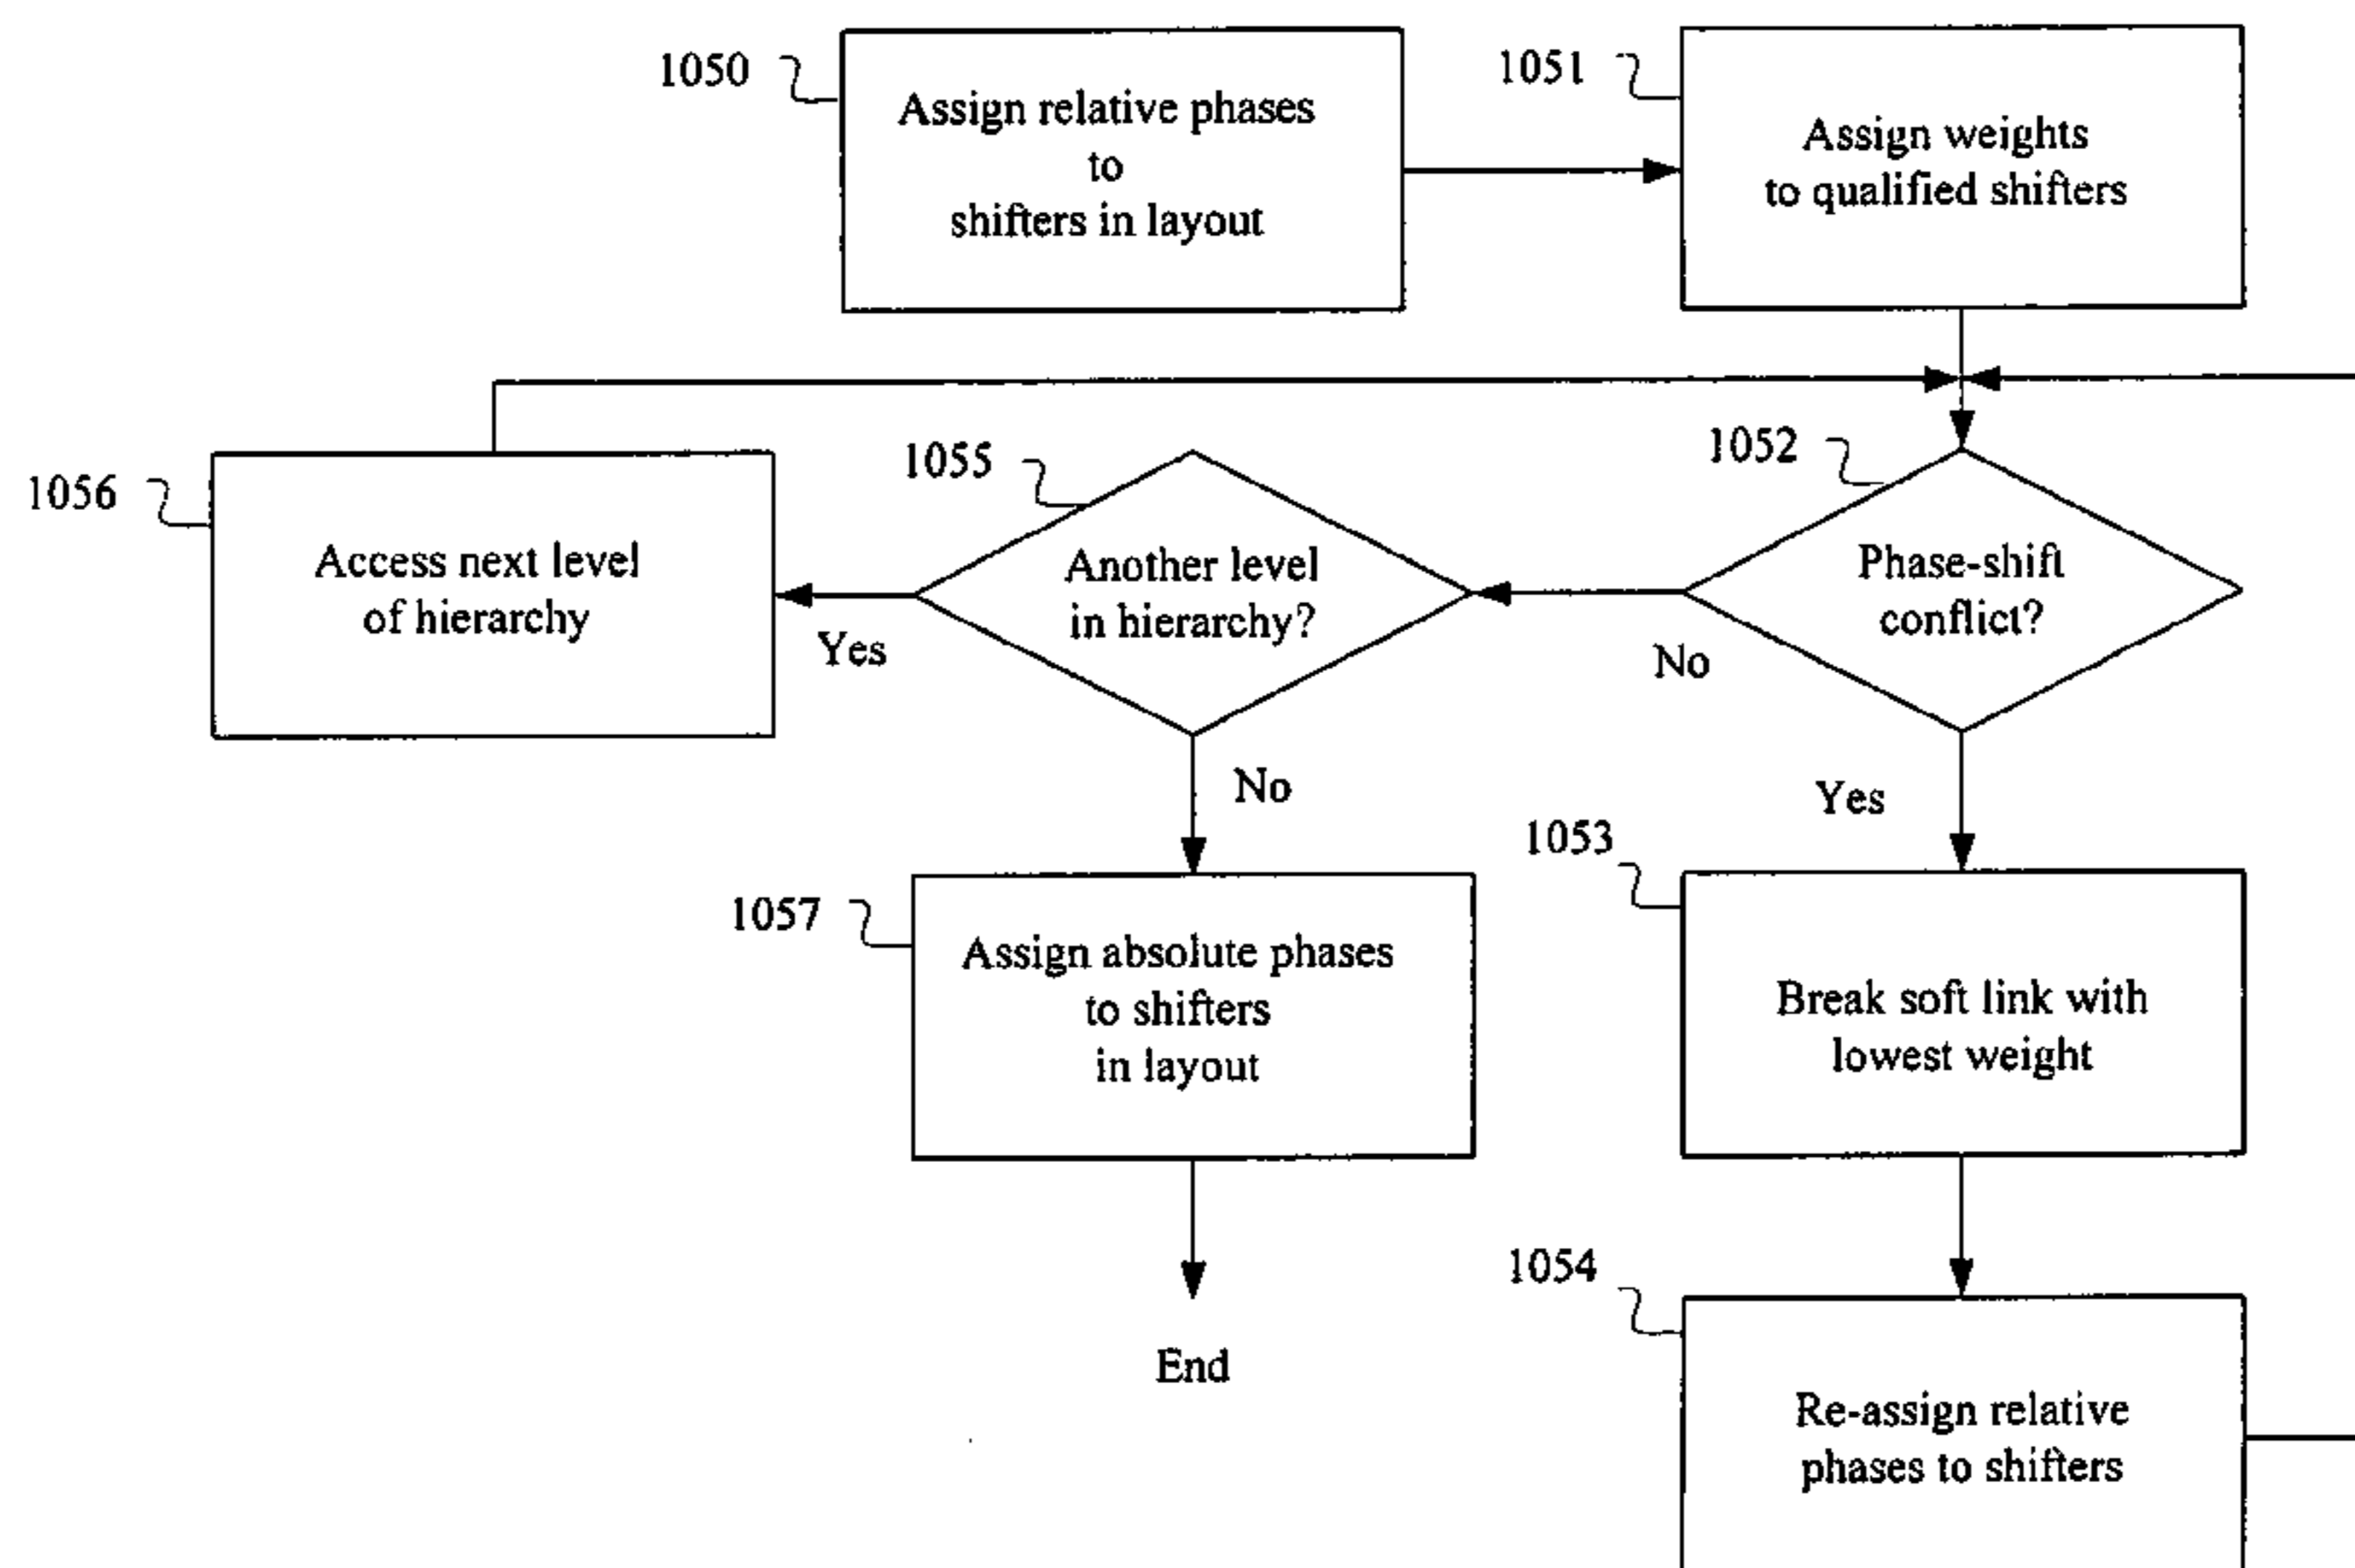 1050
Assign relative phases
to
shifters in layout
1051
Assign weights
to qualified shifters
1052
Phase-shift
conflict?
No
Yes
1055
Another level
in hierarchy?
Yes
No
1056
Access next level
of hierarchy
1053
Break soft link with
lowest weight
1057
Assign absolute phases
to shifters
in layout
End
1054
Re-assign relative
phases to shifters